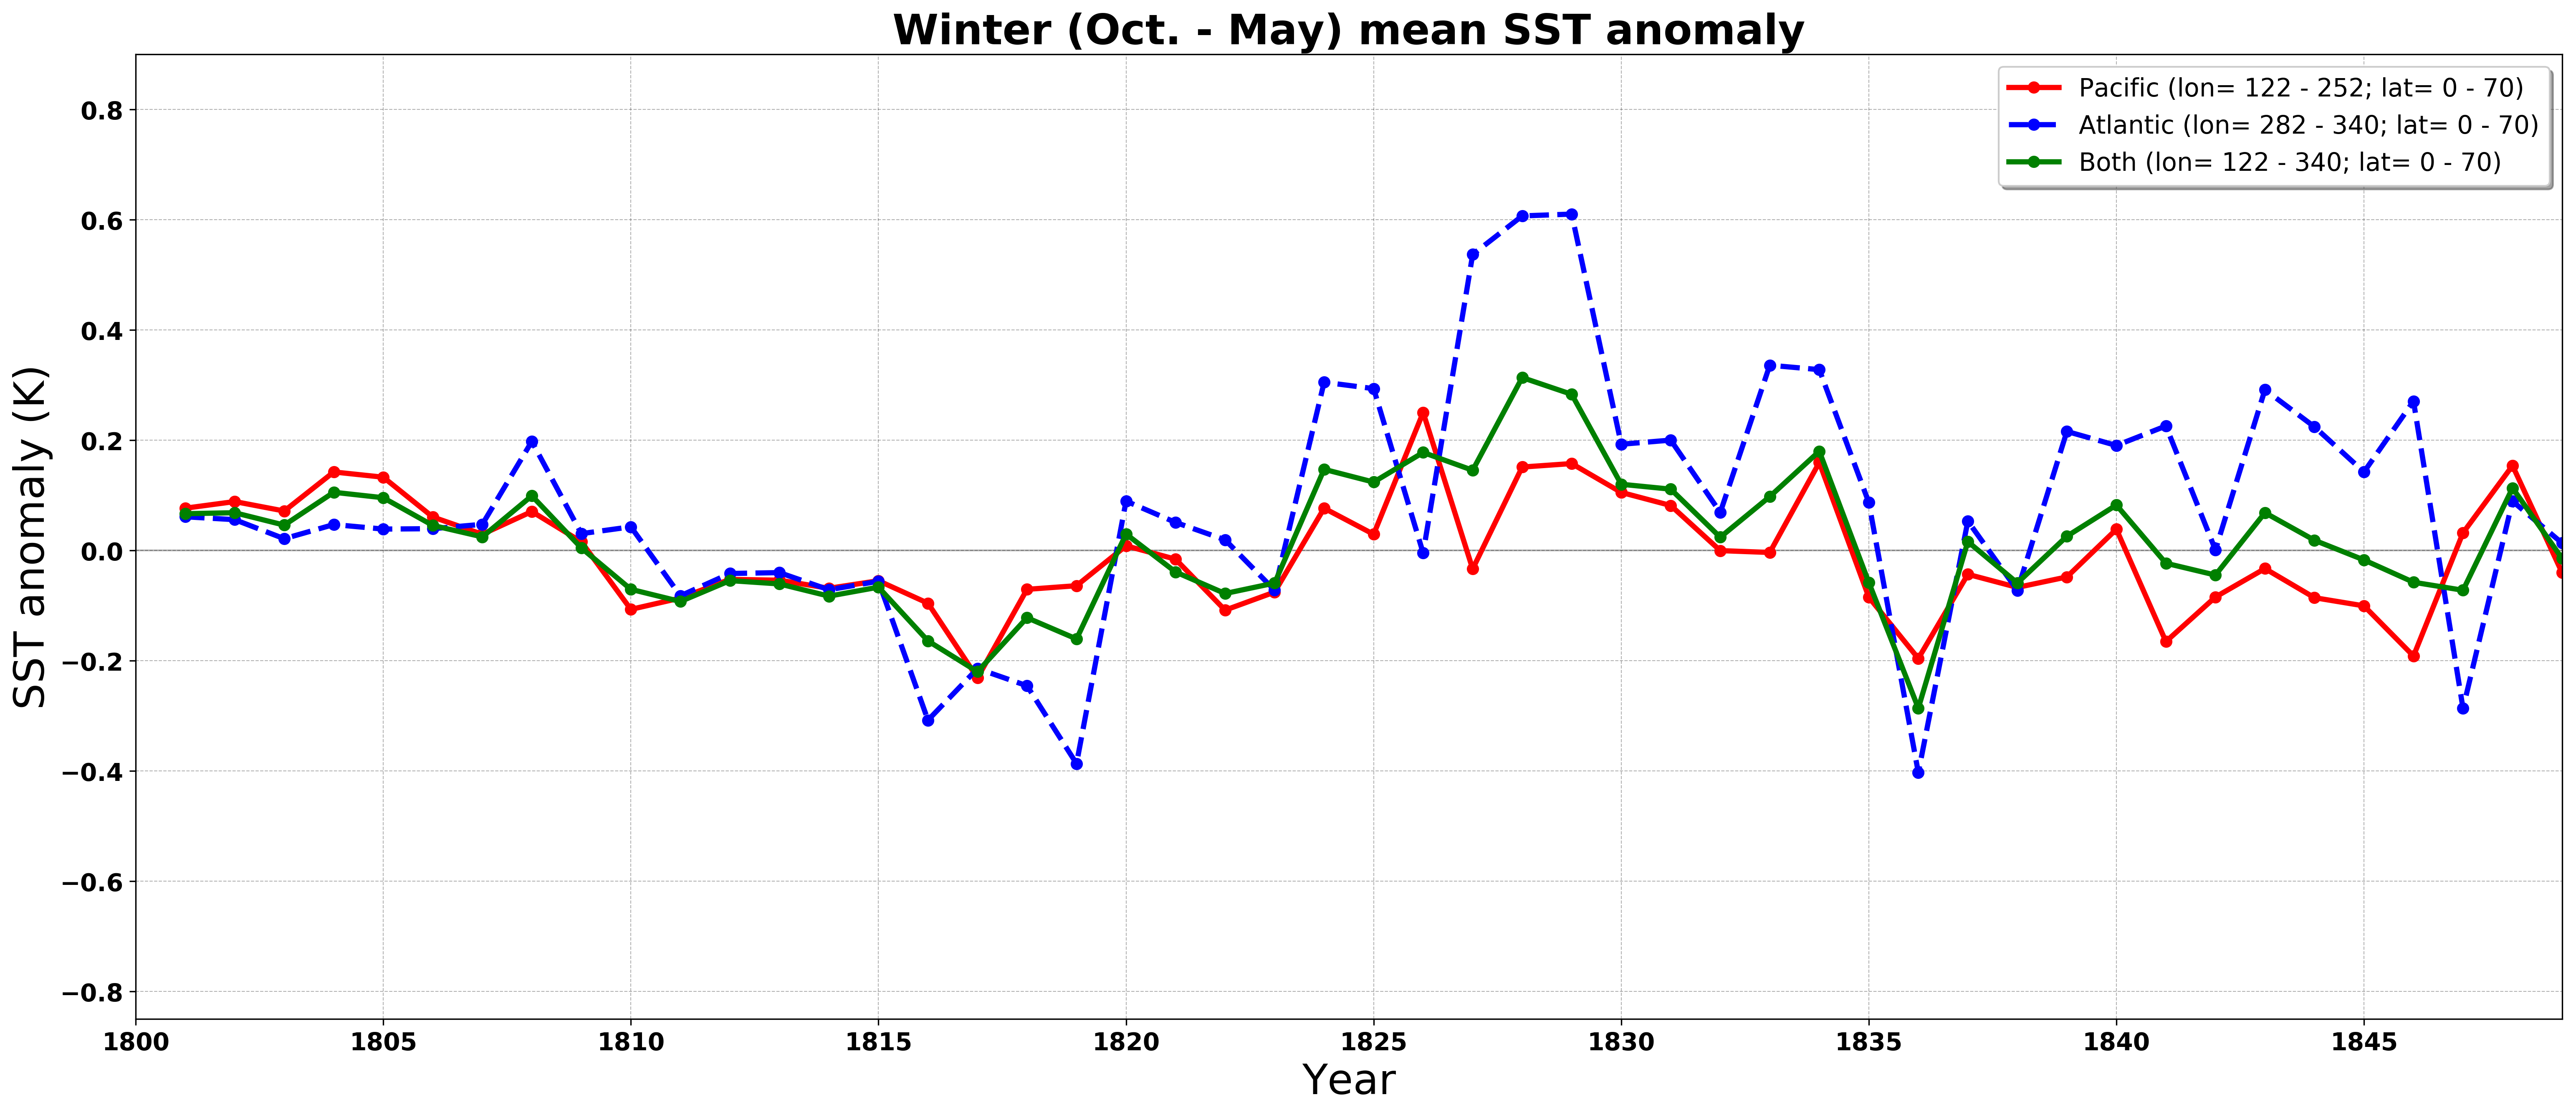 Winter (Oct. - May) mean SST anomaly
Pacific (lon= 122 - 252; lat= 0 - 70)
Atlantic (lon= 282 - 340; lat= 0 - 70)
Both (lon= 122 - 340; lat= 0 - 70)
SST anomaly (K)
0.8
0.6
0.4
0.2
0.0
−0.2
−0.4
−0.6
−0.8
1800 1805 1810 1815 1820 1825 1830 1835 1840 1845
Year